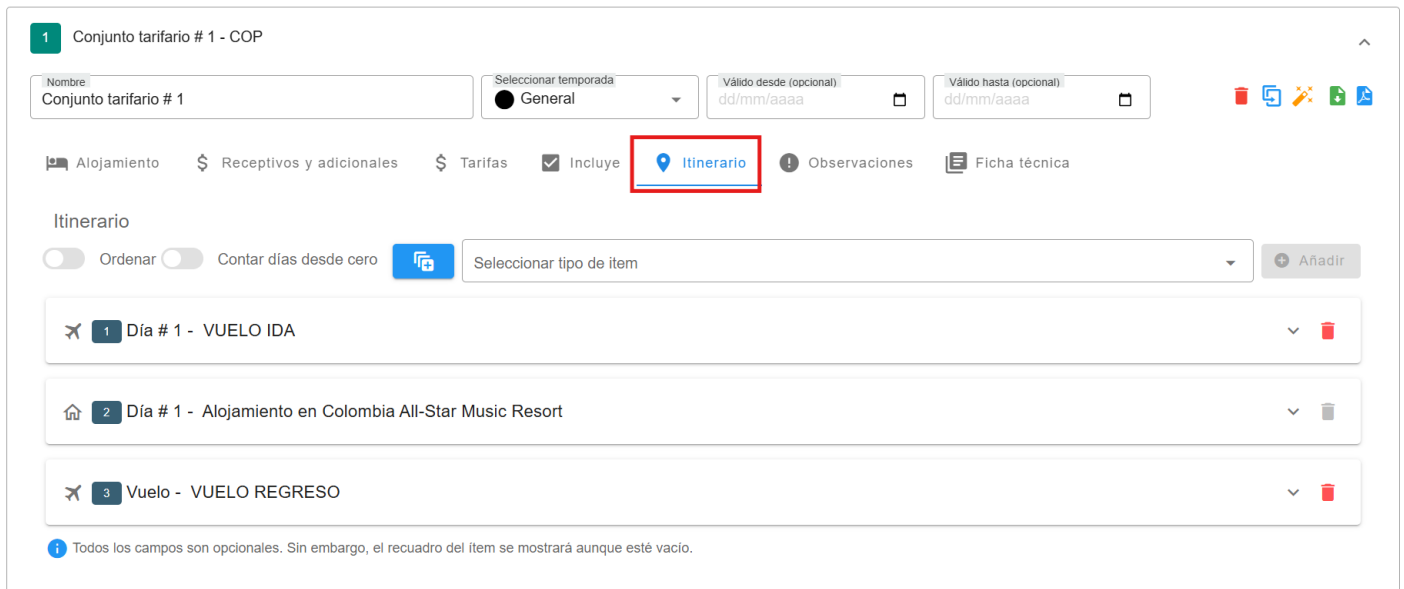 1 Conjunto tarifario # 1 - COP
Nombre
Conjunto tarifario # 1
Seleccionar temporada
General
Válido desde (opcional)
dd/mm/aaaa
Válido hasta (opcional)
dd/mm/aaaa
Alojamiento $ Receptivos y adicionales $ Tarifas Incluye Itinerario Observaciones Ficha técnica
Itinerario
Ordenar Contar días desde cero Seleccionar tipo de item Añadir
1 Día # 1 - VUELO IDA
2 Día # 1 - Alojamiento en Colombia All-Star Music Resort
3 Vuelo - VUELO REGRESO
Todos los campos son opcionales. Sin embargo, el recuadro del ítem se mostrará aunque esté vacío.